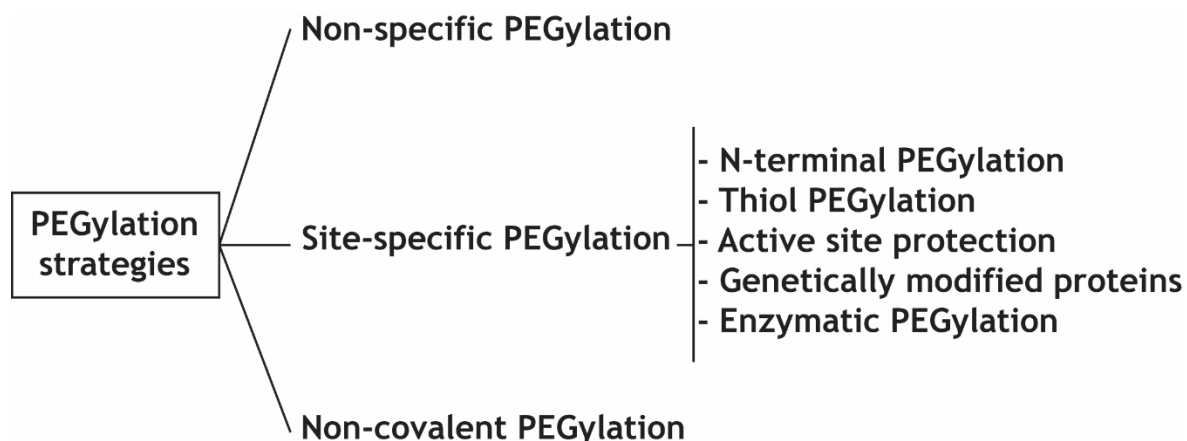 Non-specific PEGylation
PEGylation
strategies
Site-specific PEGylation
- N-terminal PEGylation
- Thiol PEGylation
- Active site protection
- Genetically modified proteins
- Enzymatic PEGylation
Non-covalent PEGylation